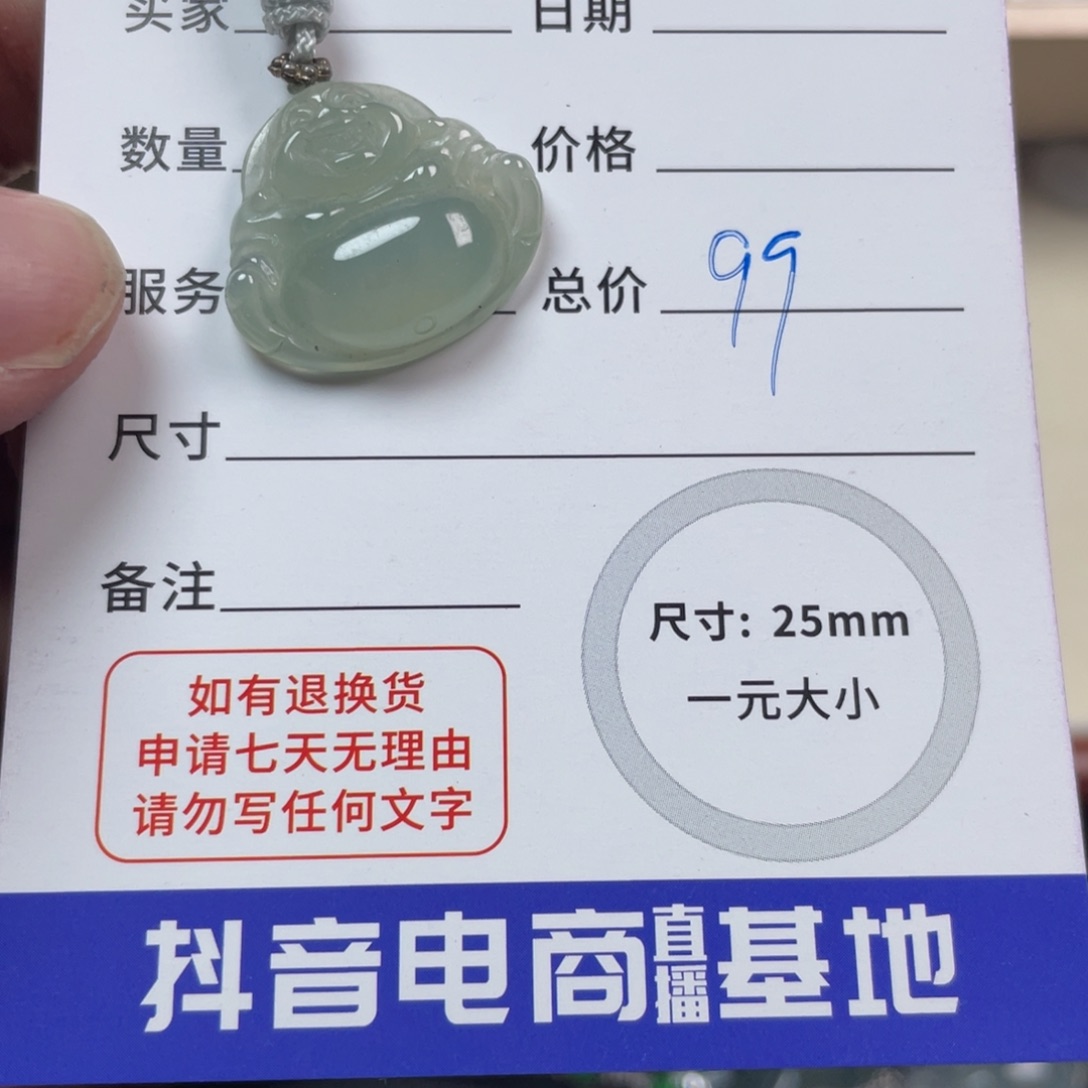 买家 日期
数量 价格
服务 总价 99
尺寸
备注
尺寸: 25mm
一元大小
如有退换货
申请七天无理由
请勿写任何文字
抖音电商直播基地